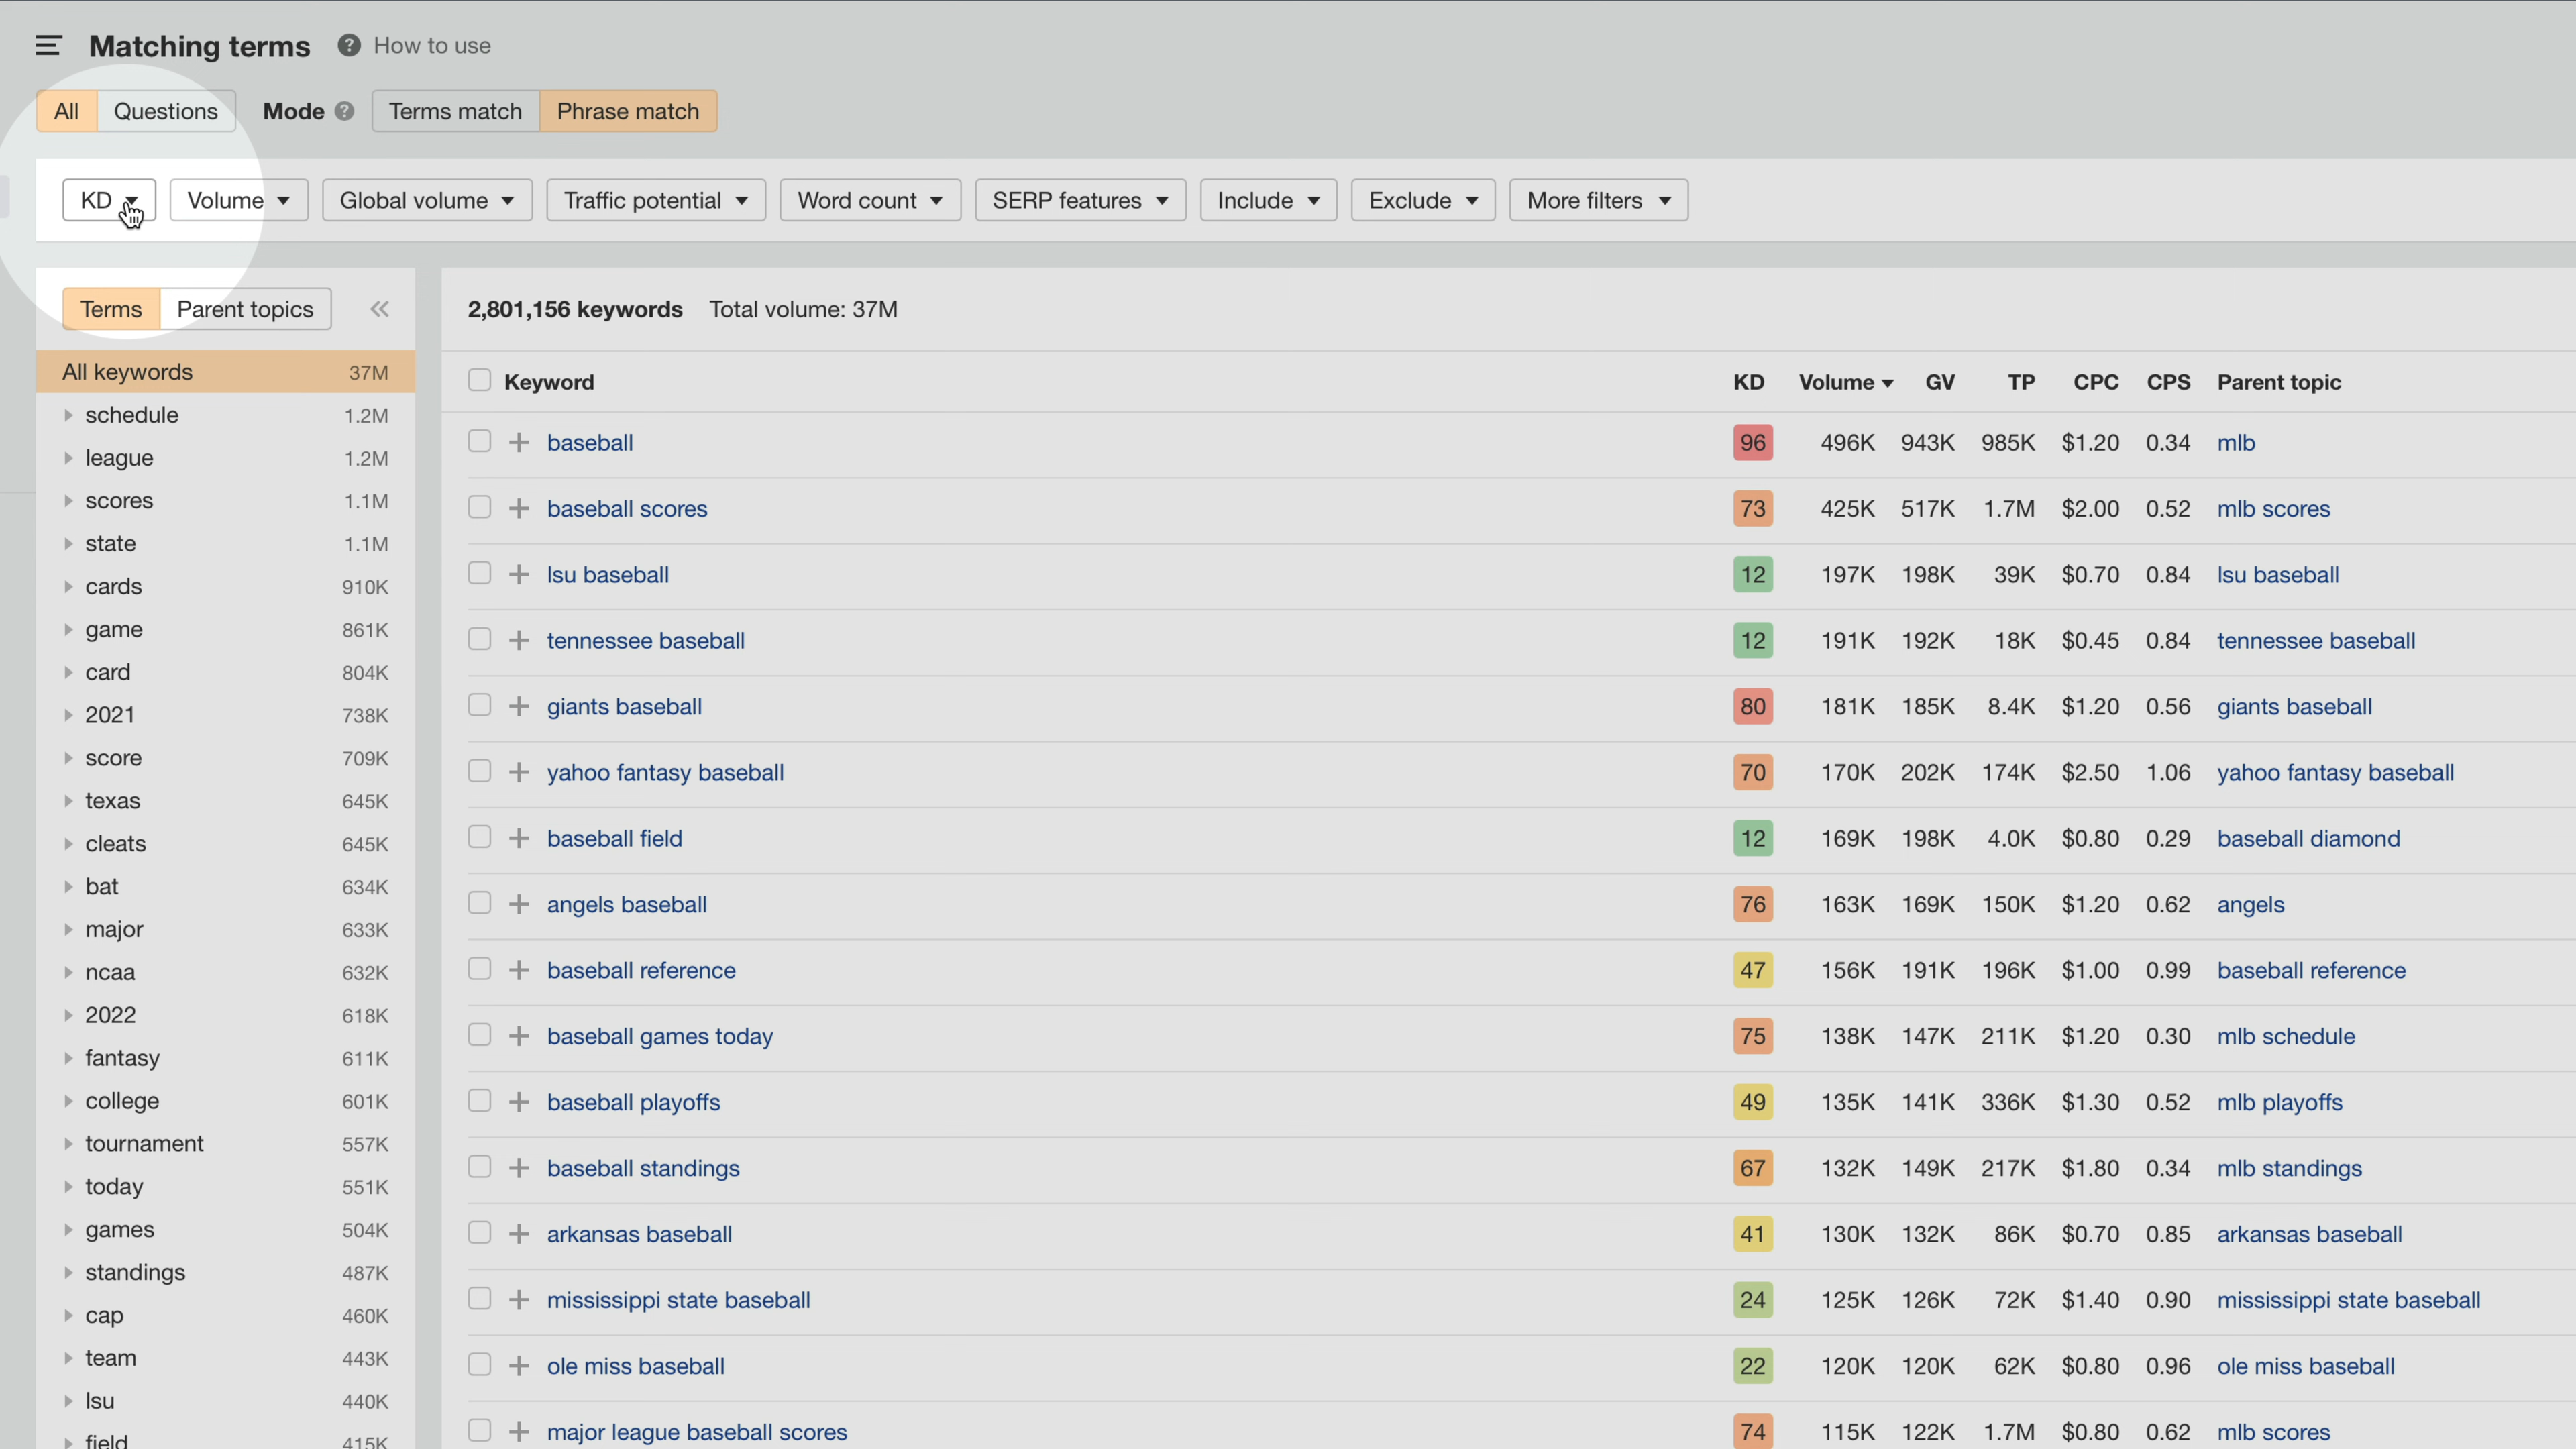 Matching terms ? How to use
All Questions Mode ? Terms match Phrase match
KD Volume Global volume Traffic potential Word count SERP features Include Exclude More filters
Terms Parent topics
All keywords 37M
schedule 1.2M
league 1.2M
scores 1.1M
state 1.1M
cards 910K
game 861K
card 804K
2021 738K
score 709K
texas 645K
cleats 645K
bat 634K
major 633K
ncaa 632K
2022 618K
fantasy 611K
college 601K
tournament 557K
today 551K
games 504K
standings 487K
cap 460K
team 443K
lsu 440K
field 415K
2,801,156 keywords Total volume: 37M
Keyword KD Volume GV TP CPC CPS Parent topic
baseball 96 496K 943K 985K $1.20 0.34 mlb
baseball scores 73 425K 517K 1.7M $2.00 0.52 mlb scores
lsu baseball 12 197K 198K 39K $0.70 0.84 lsu baseball
tennessee baseball 12 191K 192K 18K $0.45 0.84 tennessee baseball
giants baseball 80 181K 185K 8.4K $1.20 0.56 giants baseball
yahoo fantasy baseball 70 170K 202K 174K $2.50 1.06 yahoo fantasy baseball
baseball field 12 169K 198K 4.0K $0.80 0.29 baseball diamond
angels baseball 76 163K 169K 150K $1.20 0.62 angels
baseball reference 47 156K 191K 196K $1.00 0.99 baseball reference
baseball games today 75 138K 147K 211K $1.20 0.30 mlb schedule
baseball playoffs 49 135K 141K 336K $1.30 0.52 mlb playoffs
baseball standings 67 132K 149K 217K $1.80 0.34 mlb standings
arkansas baseball 41 130K 132K 86K $0.70 0.85 arkansas baseball
mississippi state baseball 24 125K 126K 72K $1.40 0.90 mississippi state baseball
ole miss baseball 22 120K 120K 62K $0.80 0.96 ole miss baseball
major league baseball scores 74 115K 122K 1.7M $0.80 0.62 mlb scores